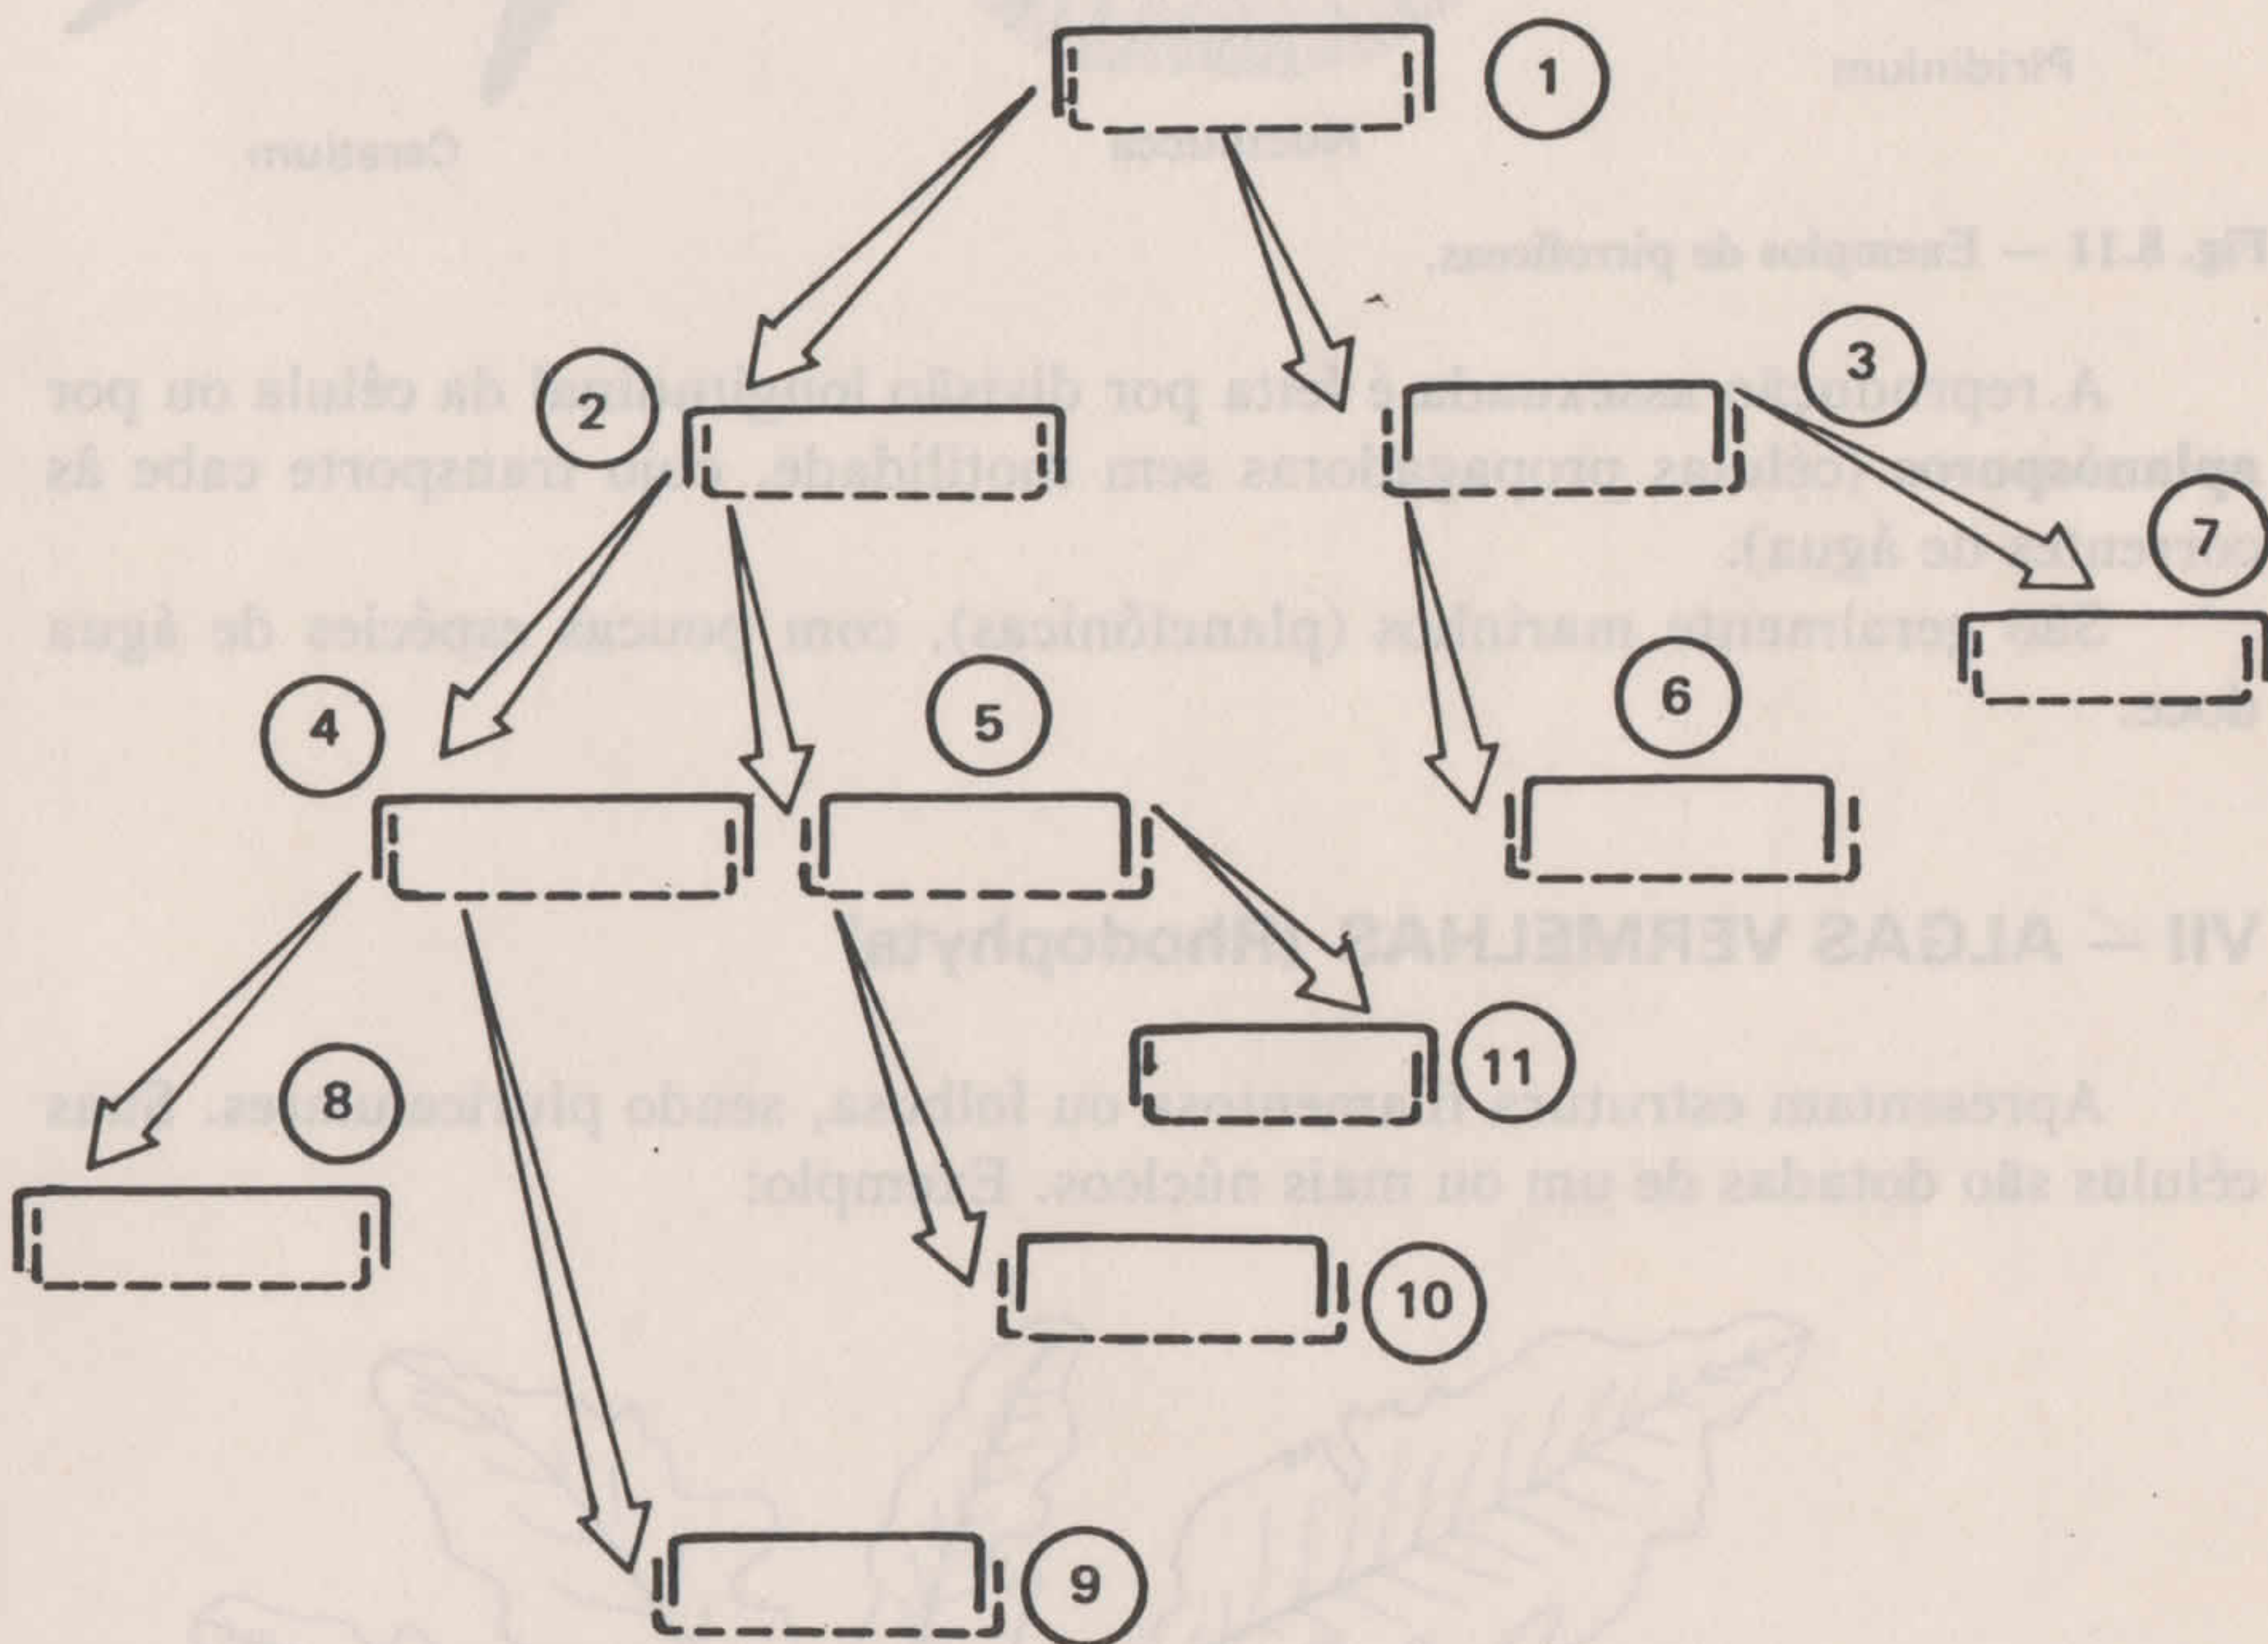 1
Piridinium
Ceratium
Noctiluca
Fig. 8.11 — Exemplos de pirrofíceas.
3
2
A reprodução assexuada é feita por divisão longitudinal da célula ou por
aplanósporos (células propagadoras sem motilidade, cujo transporte cabe às
correntes de água).
7
São geralmente marinhas (planctônicas), com poucas espécies de água
doce.
6
5
4
VII — ALGAS VERMELHAS (Rhodophyta)
11
8
Apresentam estrutura filamentosa ou folhosa, sendo pluricelulares. Suas
células são dotadas de um ou mais núcleos. Exemplo:
10
9